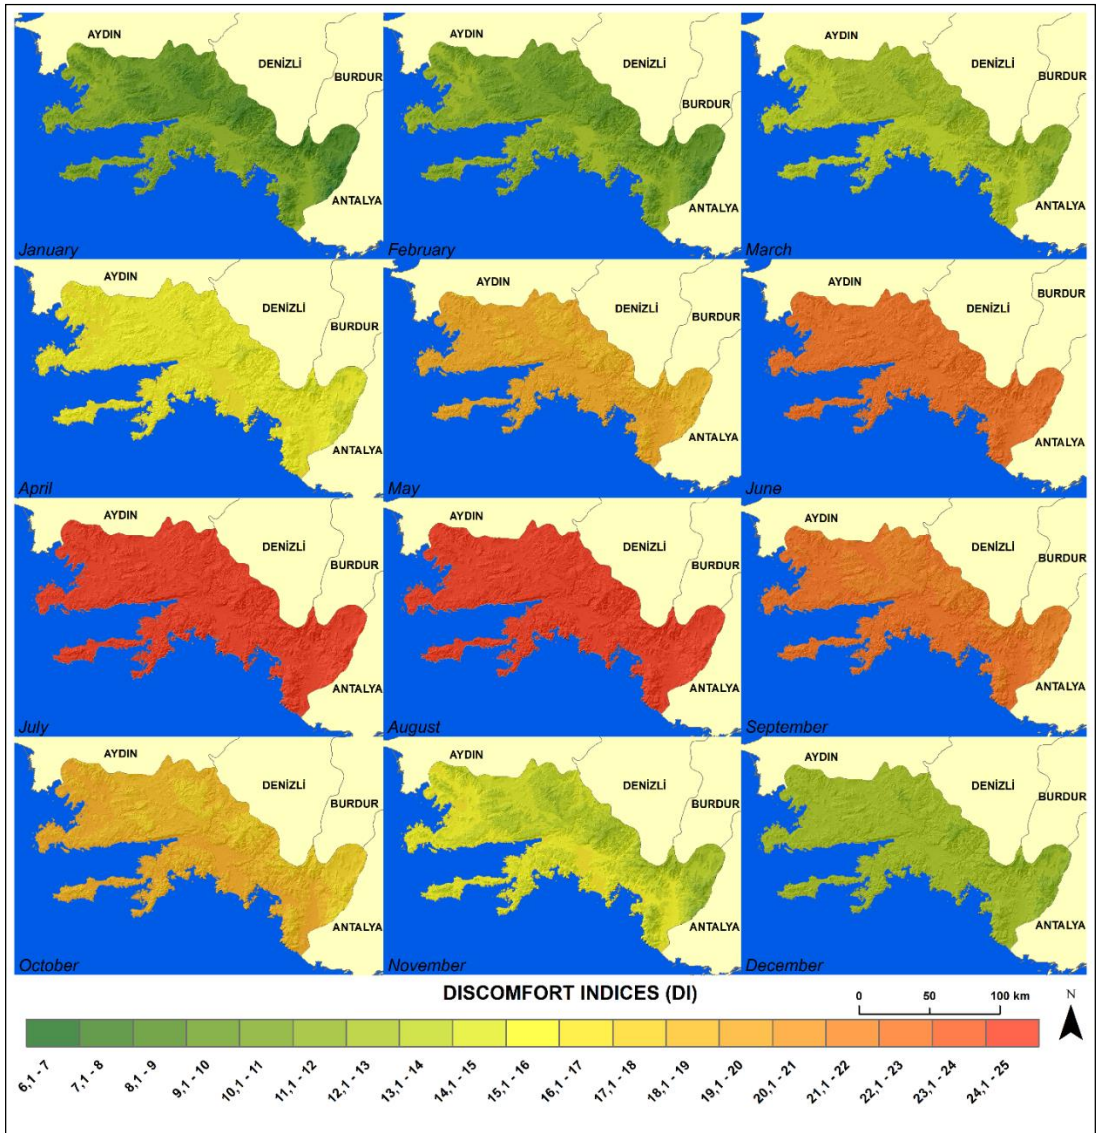 AYDIN
DENİZLİ
BURDUR
ANTALYA
January
AYDIN
DENİZLİ
BURDUR
ANTALYA
February
AYDIN
DENİZLİ
BURDUR
ANTALYA
March
AYDIN
DENİZLİ
BURDUR
ANTALYA
April
AYDIN
DENİZLİ
BURDUR
ANTALYA
May
AYDIN
DENİZLİ
BURDUR
ANTALYA
June
AYDIN
DENİZLİ
BURDUR
ANTALYA
July
AYDIN
DENİZLİ
BURDUR
ANTALYA
August
AYDIN
DENİZLİ
BURDUR
ANTALYA
September
AYDIN
DENİZLİ
BURDUR
ANTALYA
October
AYDIN
DENİZLİ
BURDUR
ANTALYA
November
AYDIN
DENİZLİ
BURDUR
ANTALYA
December
DISCOMFORT INDICES (DI)
0 50 100 km
N
6,1 - 7
7,1 - 8
8,1 - 9
9,1 - 10
10,1 - 11
11,1 - 12
12,1 - 13
13,1 - 14
14,1 - 15
15,1 - 16
16,1 - 17
17,1 - 18
18,1 - 19
19,1 - 20
20,1 - 21
21,1 - 22
22,1 - 23
23,1 - 24
24,1 - 25